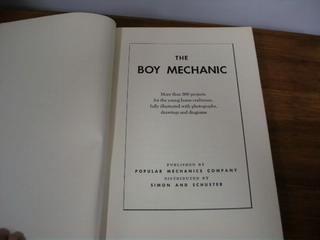 THE
BOY MECHANIC
More than 300 projects
for the young home craftsman,
fully illustrated with photographs,
drawings and diagrams
PUBLISHED BY
POPULAR MECHANICS COMPANY
DISTRIBUTED BY
SIMON AND SCHUSTER